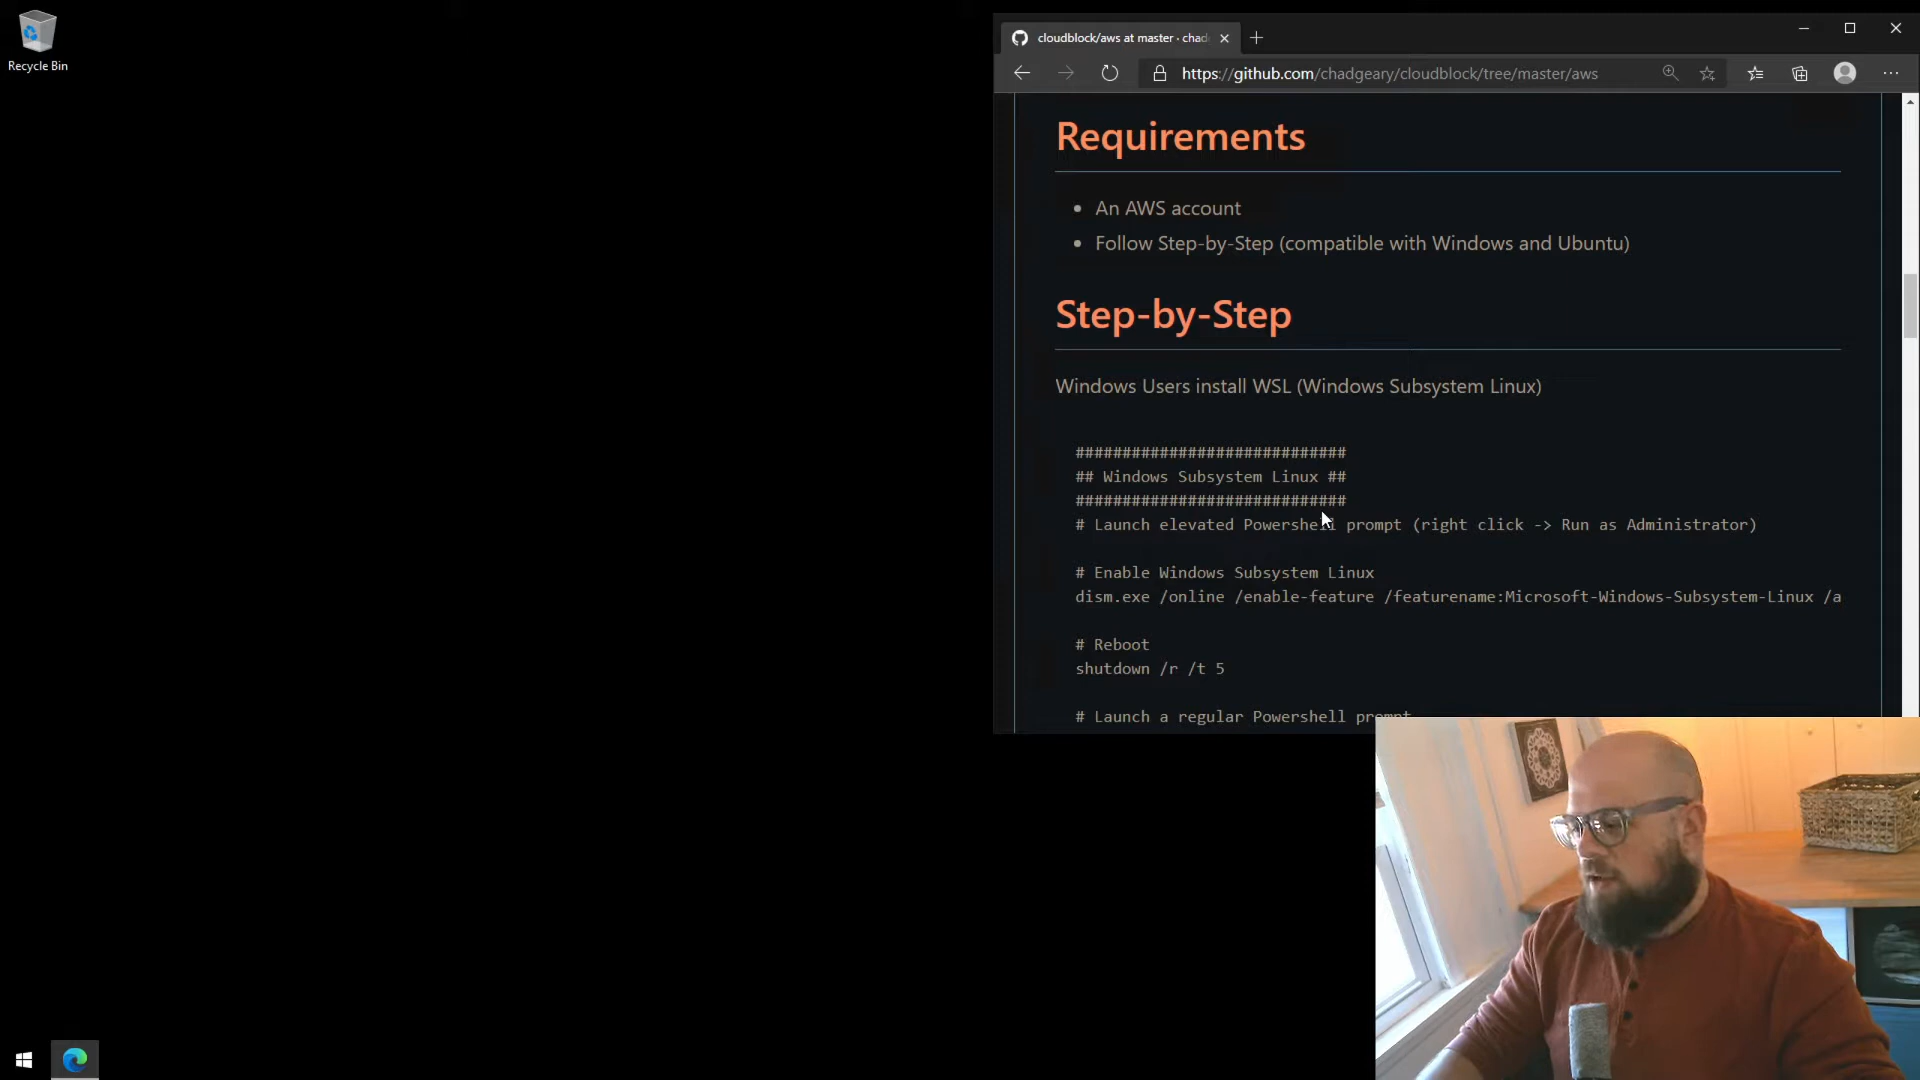 Recycle Bin
cloudblock/aws at master · chad
https://github.com/chadgeary/cloudblock/tree/master/aws
Requirements
An AWS account
Follow Step-by-Step (compatible with Windows and Ubuntu)
Step-by-Step
Windows Users install WSL (Windows Subsystem Linux)
#############################
## Windows Subsystem Linux ##
#############################
# Launch elevated Powershell prompt (right click -> Run as Administrator)
# Enable Windows Subsystem Linux
dism.exe /online /enable-feature /featurename:Microsoft-Windows-Subsystem-Linux /a
# Reboot
shutdown /r /t 5
# Launch a regular Powershell prompt